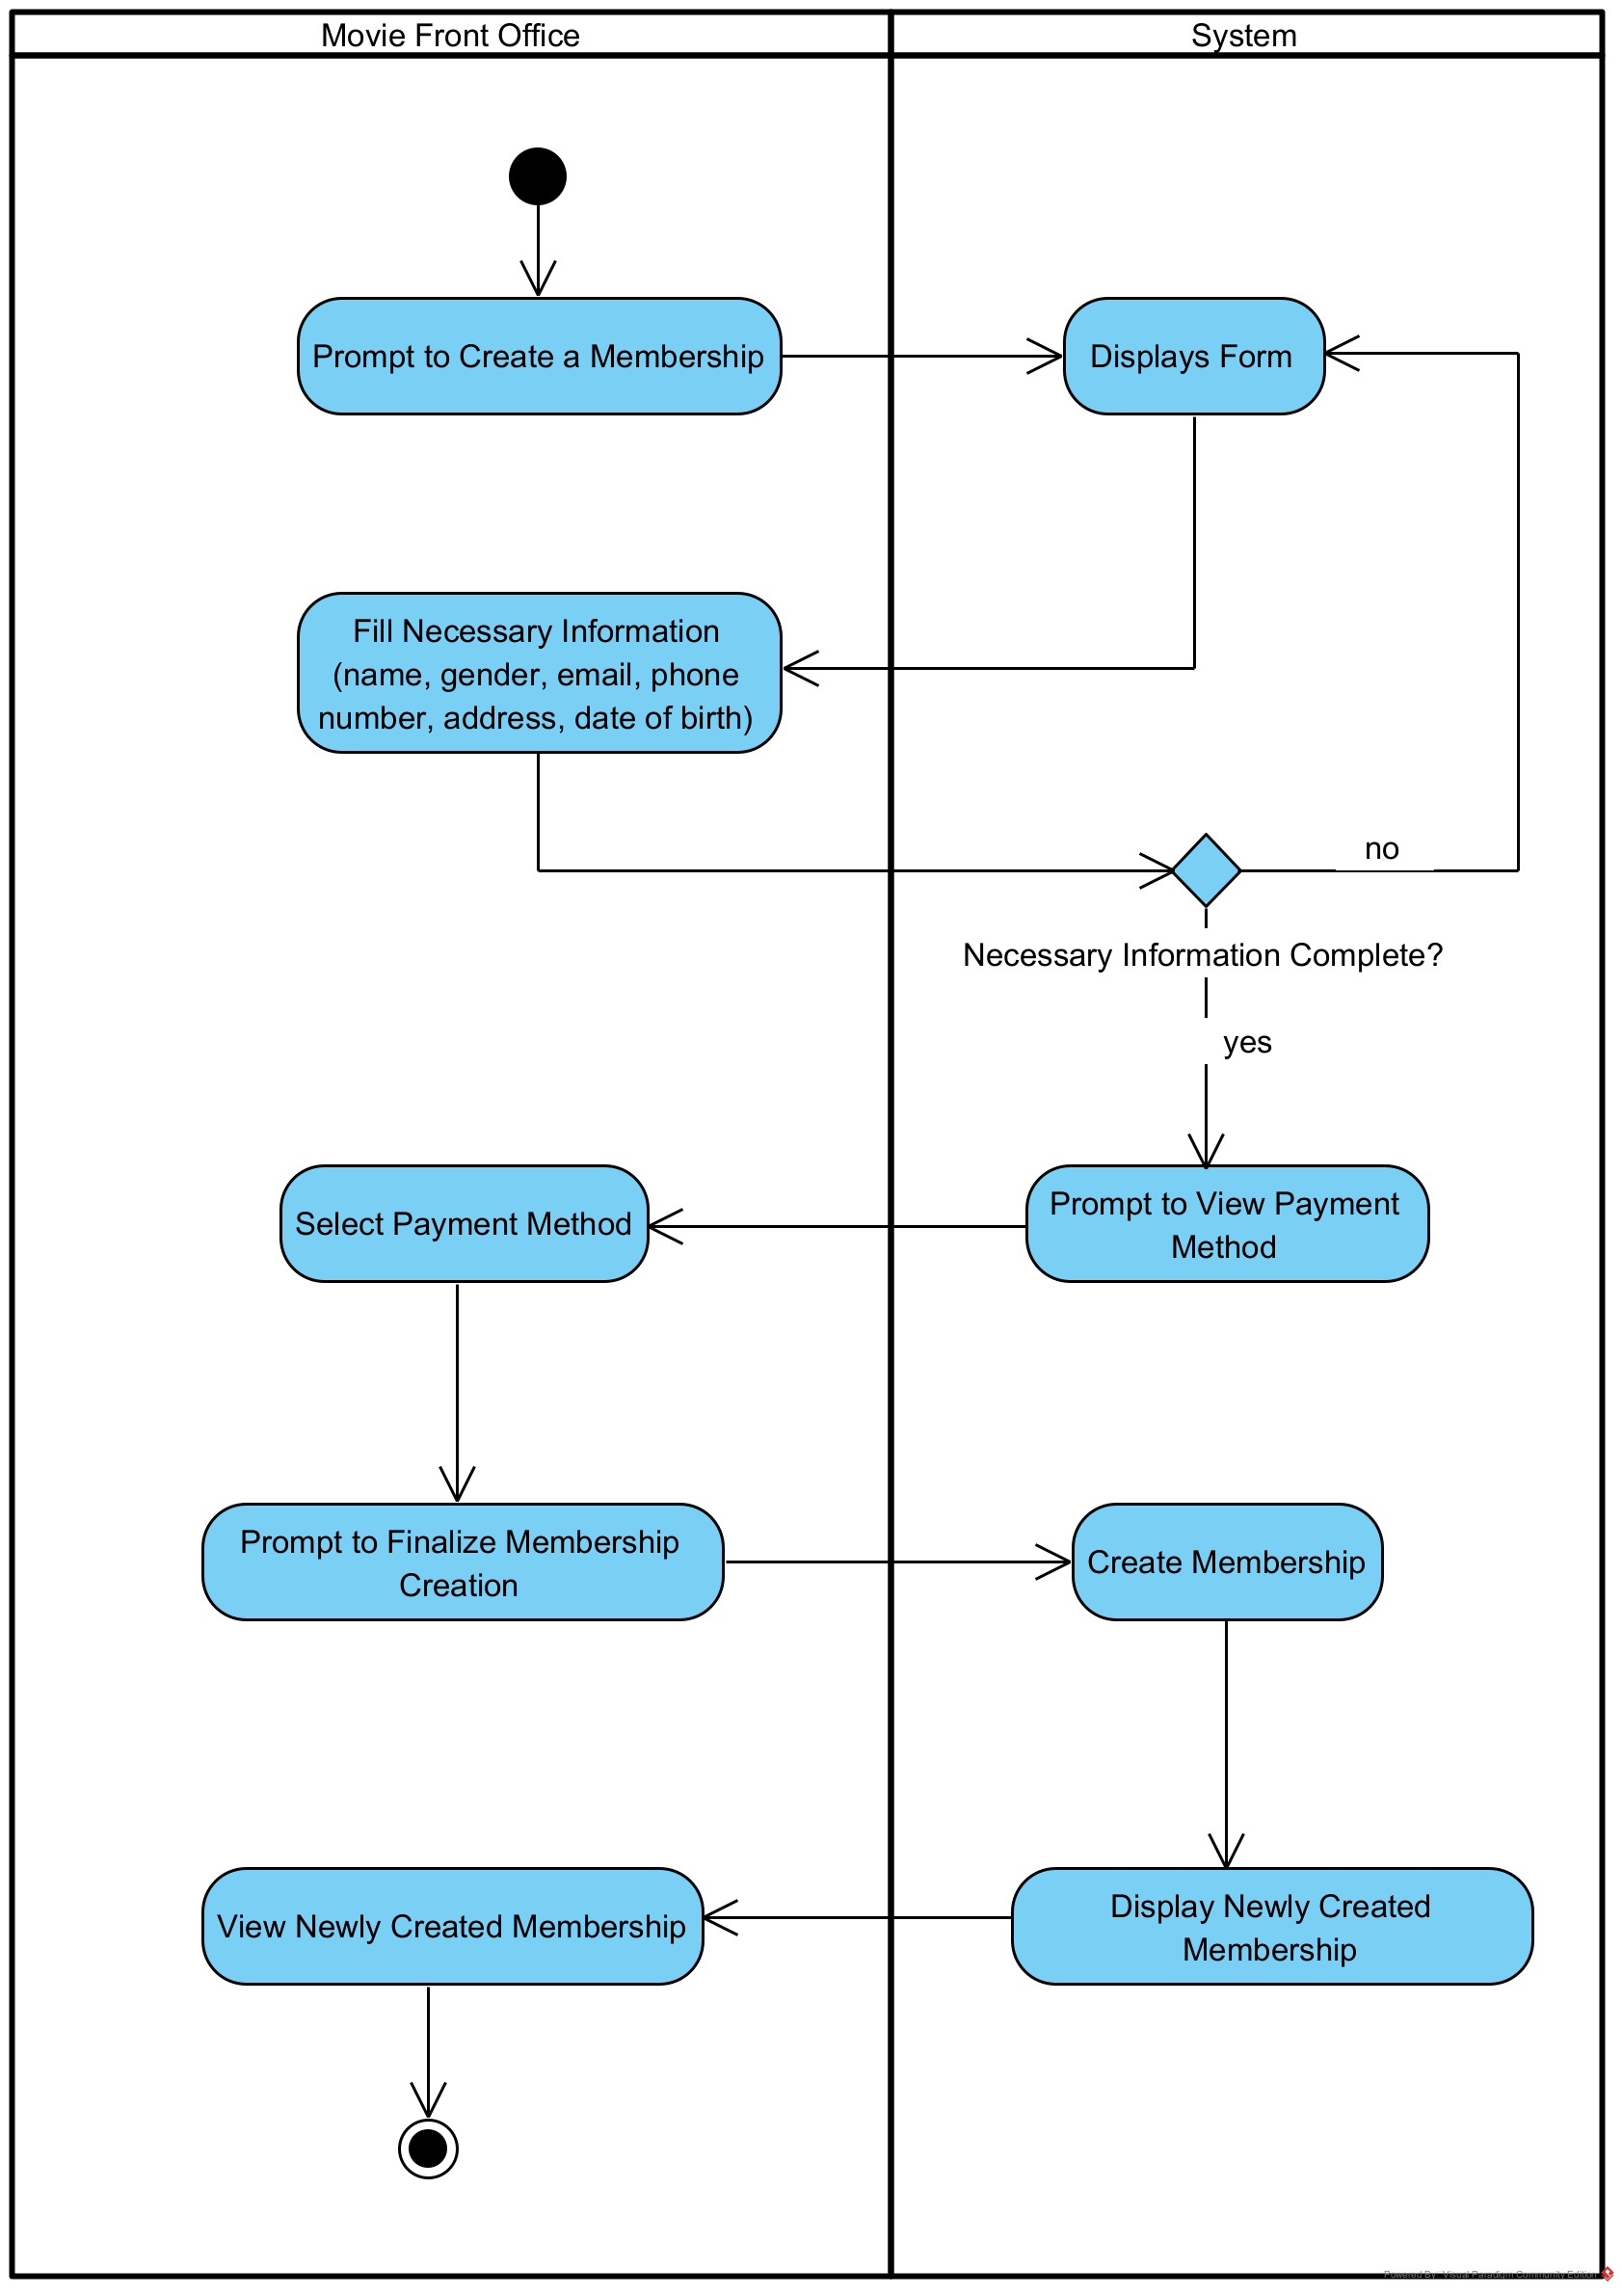 Movie Front Office
System
Prompt to Create a Membership
Displays Form
Fill Necessary Information
(name, gender, email, phone
number, address, date of birth)
no
Necessary Information Complete?
yes
Select Payment Method
Prompt to View Payment
Method
Prompt to Finalize Membership
Creation
Create Membership
View Newly Created Membership
Display Newly Created
Membership
Powered By: Visual Paradigm Community Edition